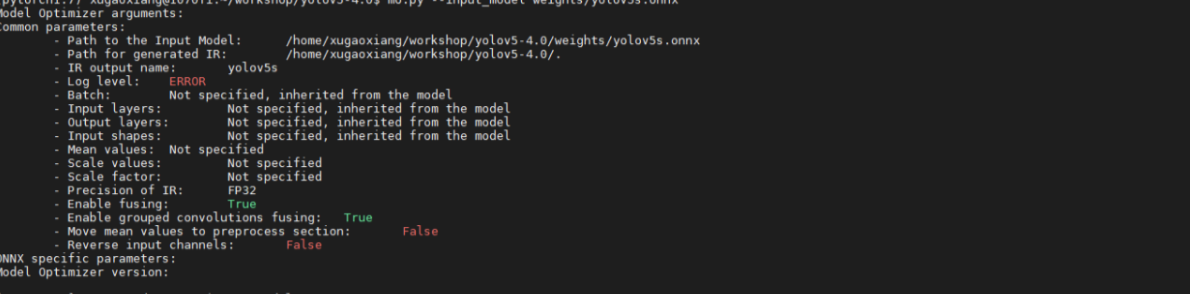 xugaoxiang@1070Ti:~/workshop/yolov5-4.0$ mo.py --input_model weights/yolov5s.onnx
Model Optimizer arguments:
Common parameters:
- Path to the Input Model: /home/xugaoxiang/workshop/yolov5-4.0/weights/yolov5s.onnx
- Path for generated IR: /home/xugaoxiang/workshop/yolov5-4.0/.
- IR output name: yolov5s
- Log level: ERROR
- Batch: Not specified, inherited from the model
- Input layers: Not specified, inherited from the model
- Output layers: Not specified, inherited from the model
- Input shapes: Not specified, inherited from the model
- Mean values: Not specified
- Scale values: Not specified
- Scale factor: Not specified
- Precision of IR: FP32
- Enable fusing: True
- Enable grouped convolutions fusing: True
- Move mean values to preprocess section: False
- Reverse input channels: False
ONNX specific parameters:
Model Optimizer version: